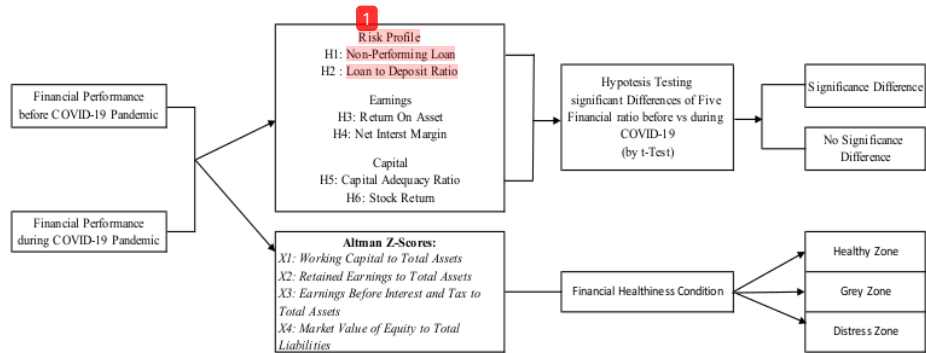 1
Risk Profile
H1: Non-Performing Loan
H2 : Loan to Deposit Ratio
Earnings
H3: Return On Asset
H4: Net Interst Margin
Capital
H5: Capital Adequacy Ratio
H6: Stock Return
Financial Performance
before COVID-19 Pandemic
Financial Performance
during COVID-19 Pandemic
Hypotesis Testing
significant Differences of Five
Financial ratio before vs during
COVID-19
(by t-Test)
Significance Difference
No Significance
Difference
Altman Z-Scores:
X1: Working Capital to Total Assets
X2: Retained Earnings to Total Assets
X3: Earnings Before Interest and Tax to
Total Assets
X4: Market Value of Equity to Total
Liabilities
Financial Healthiness Condition
Healthy Zone
Grey Zone
Distress Zone